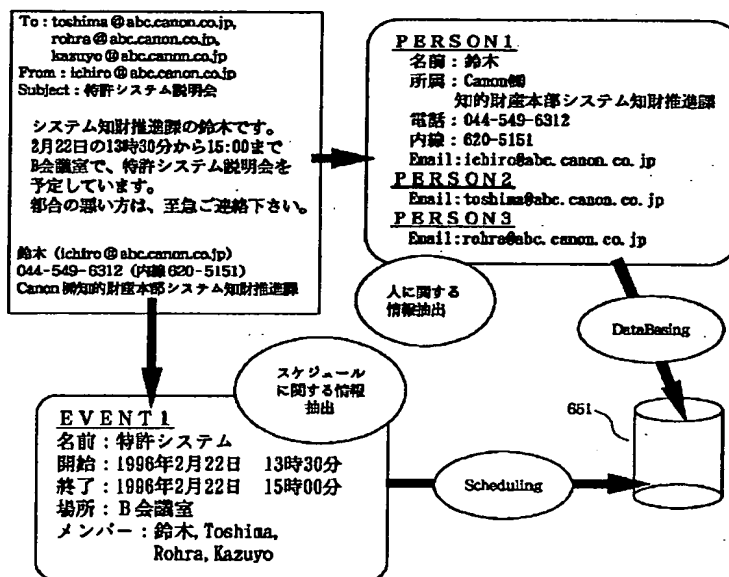 To : toshima@abc.canon.co.jp,
rohra@abc.canon.co.jp,
kazuyo@abc.canon.co.jp
From : ichiro@abc.canon.co.jp
Subject : 特許システム説明会
システム知財推進課の鈴木です。
2月22日の13時30分から15:00まで
B会議室で、特許システム説明会を
予定しています。
都合の悪い方は、至急ご連絡下さい。
鈴木 (ichiro@abc.canon.co.jp)
044-549-6312 (内線620-5151)
Canon㈱知的財産本部システム知財推進課
PERSON1
名前 : 鈴木
所属 : Canon㈱
知的財産本部システム知財推進課
電話 : 044-549-6312
内線 : 620-5151
Email:ichiro@abc.canon.co.jp
PERSON2
Email:toshima@abc.canon.co.jp
PERSON3
Email:rohra@abc.canon.co.jp
人に関する
情報抽出
DataBasing
スケジュール
に関する情報
抽出
651
EVENT1
名前 : 特許システム
開始 : 1996年2月22日 13時30分
終了 : 1996年2月22日 15時00分
場所 : B会議室
メンバー : 鈴木, Toshima,
Rohra, Kazuyo
Scheduling